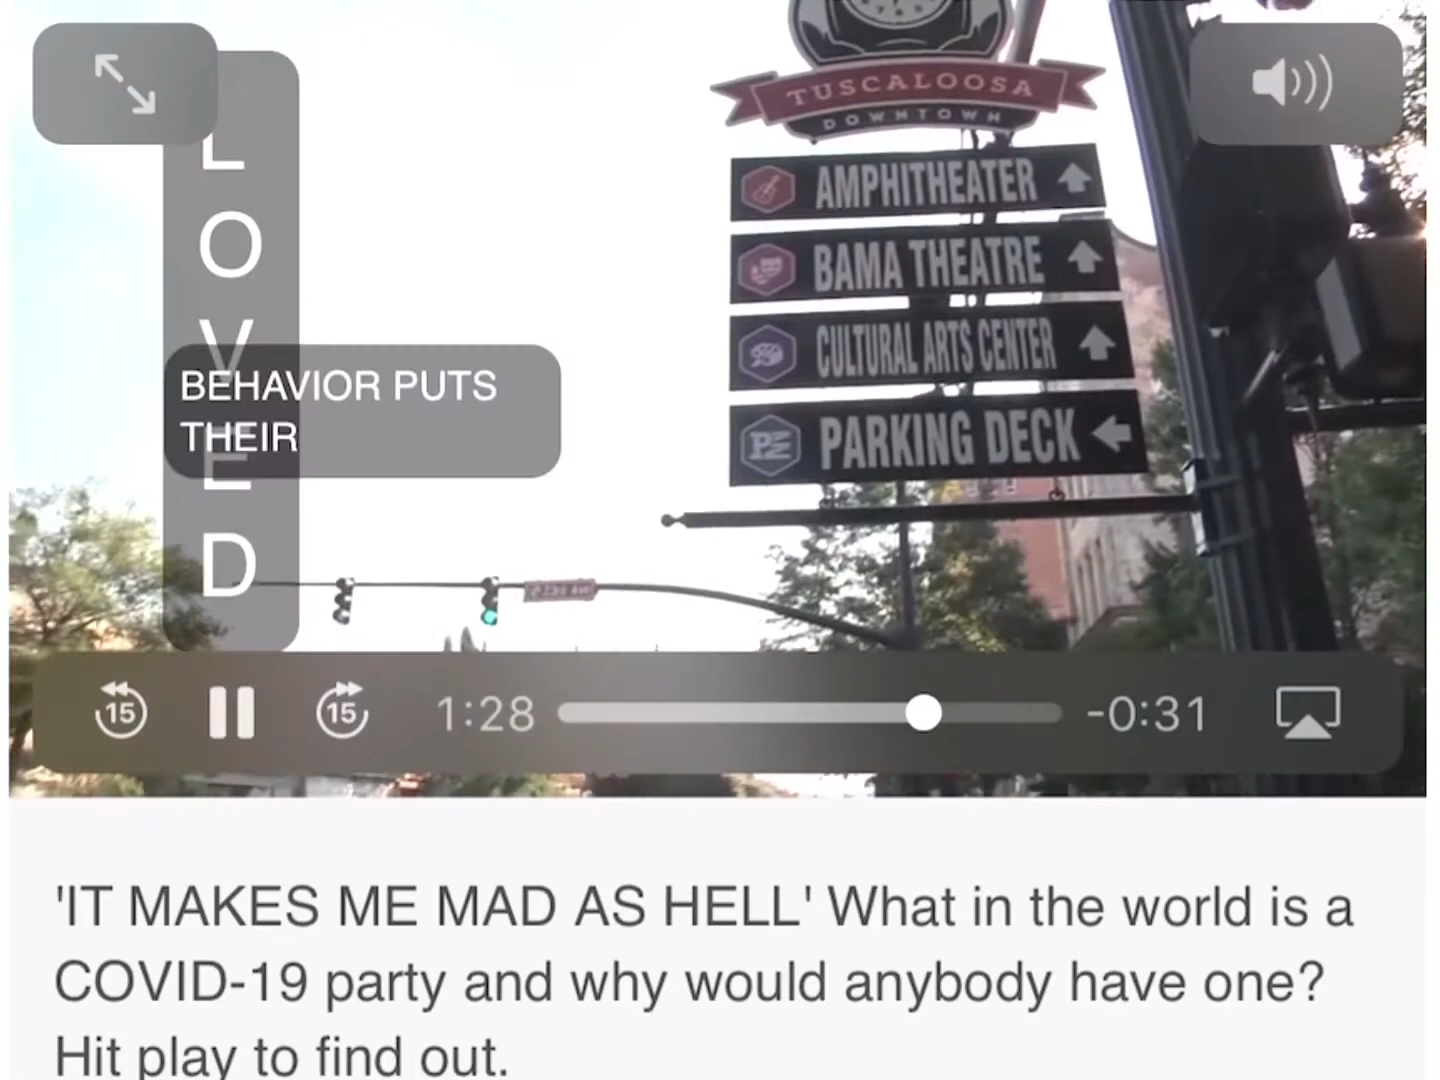 TUSCALOOSA
DOWNTOWN
AMPHITHEATER
BAMA THEATRE
CULTURAL ARTS CENTER
PARKING DECK
L
O
V
E
D
BEHAVIOR PUTS
THEIR
15
15
1:28
-0:31
'IT MAKES ME MAD AS HELL' What in the world is a
COVID-19 party and why would anybody have one?
Hit play to find out.